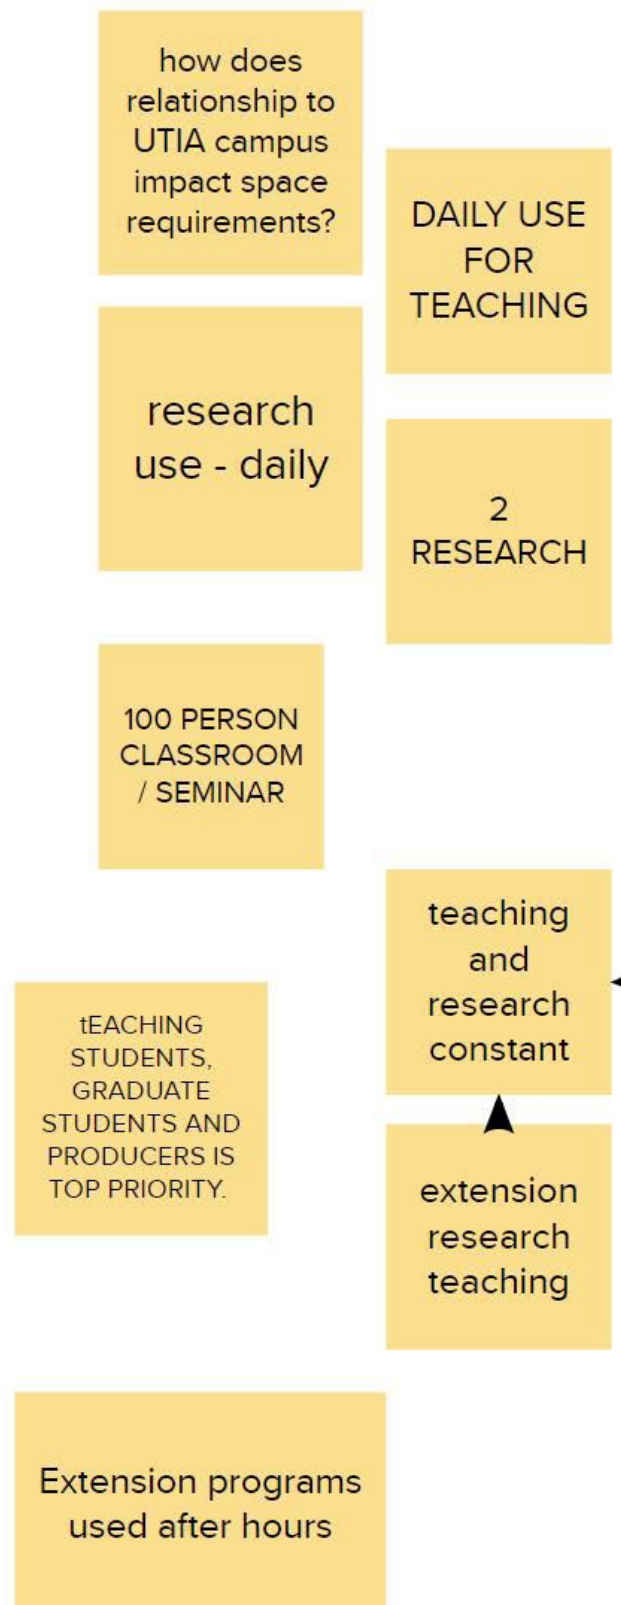 how does
relationship to
UTIA campus
impact space
requirements?
DAILY USE
FOR
TEACHING
research
use - daily
2
RESEARCH
100 PERSON
CLASSROOM
/ SEMINAR
teaching
and
research
constant
tEACHING
STUDENTS,
GRADUATE
STUDENTS AND
PRODUCERS IS
TOP PRIORITY.
extension
research
teaching
Extension programs
used after hours